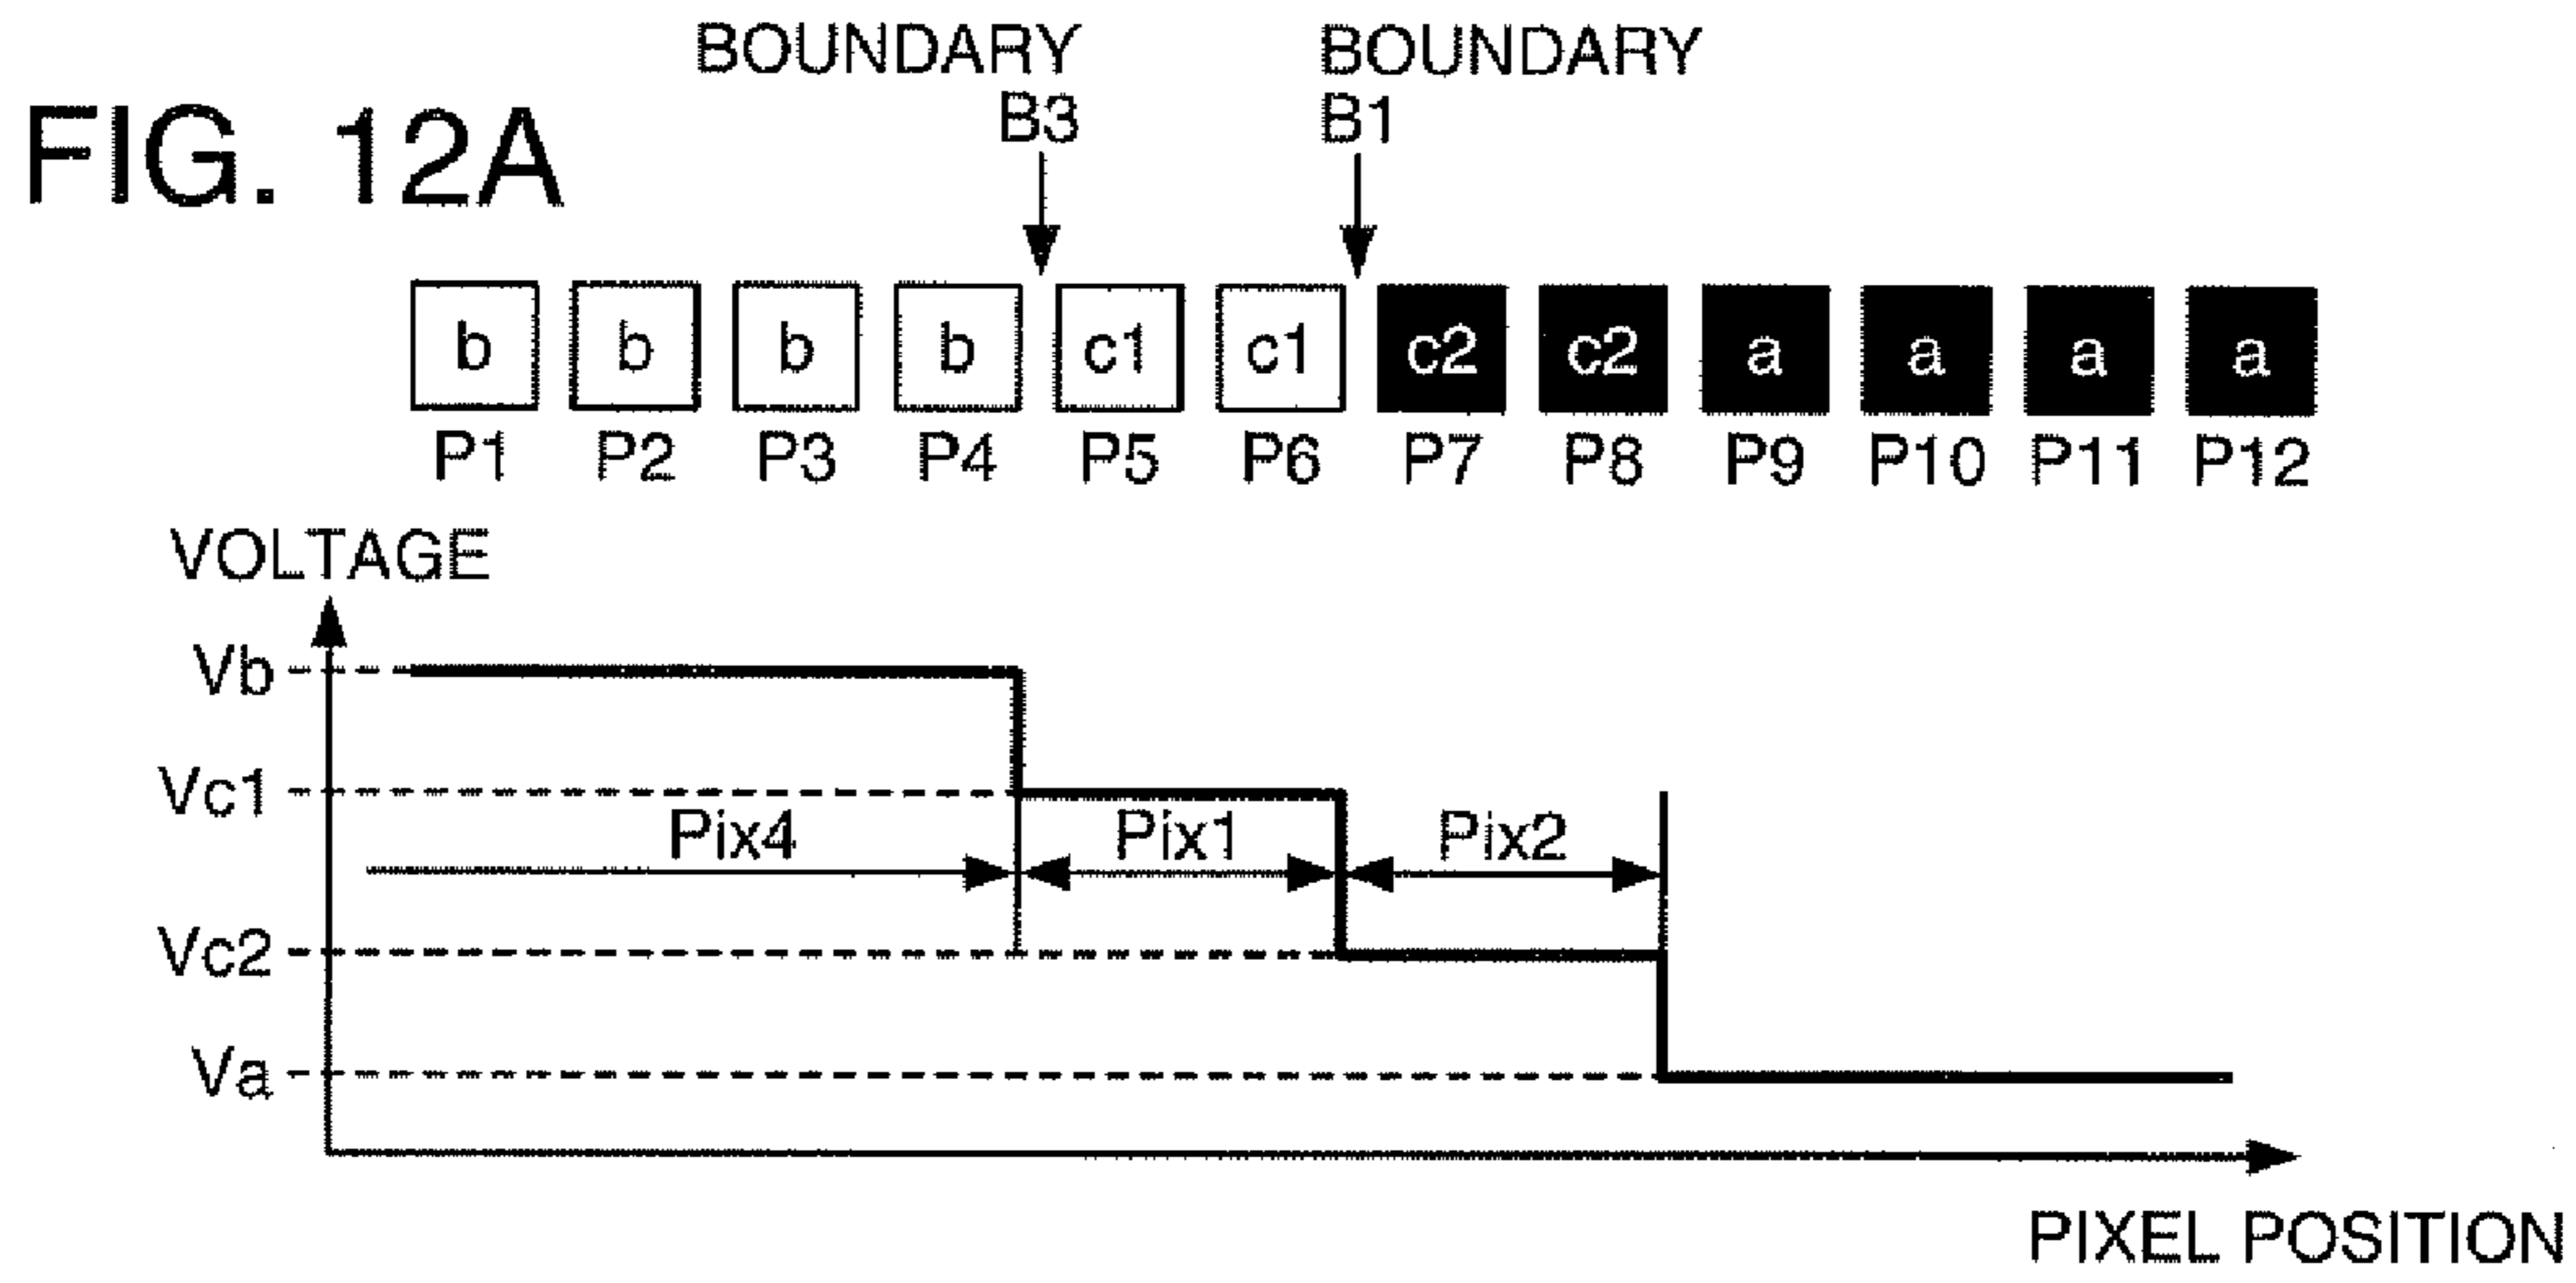 FIG. 12A
BOUNDARY
B3
BOUNDARY
B1
b b b b c1 c1 c2 c2 a a a a
P1 P2 P3 P4 P5 P6 P7 P8 P9 P10 P11 P12
VOLTAGE
Vb
Vc1
Pix4 Pix1 Pix2
Vc2
Va
PIXEL POSITION